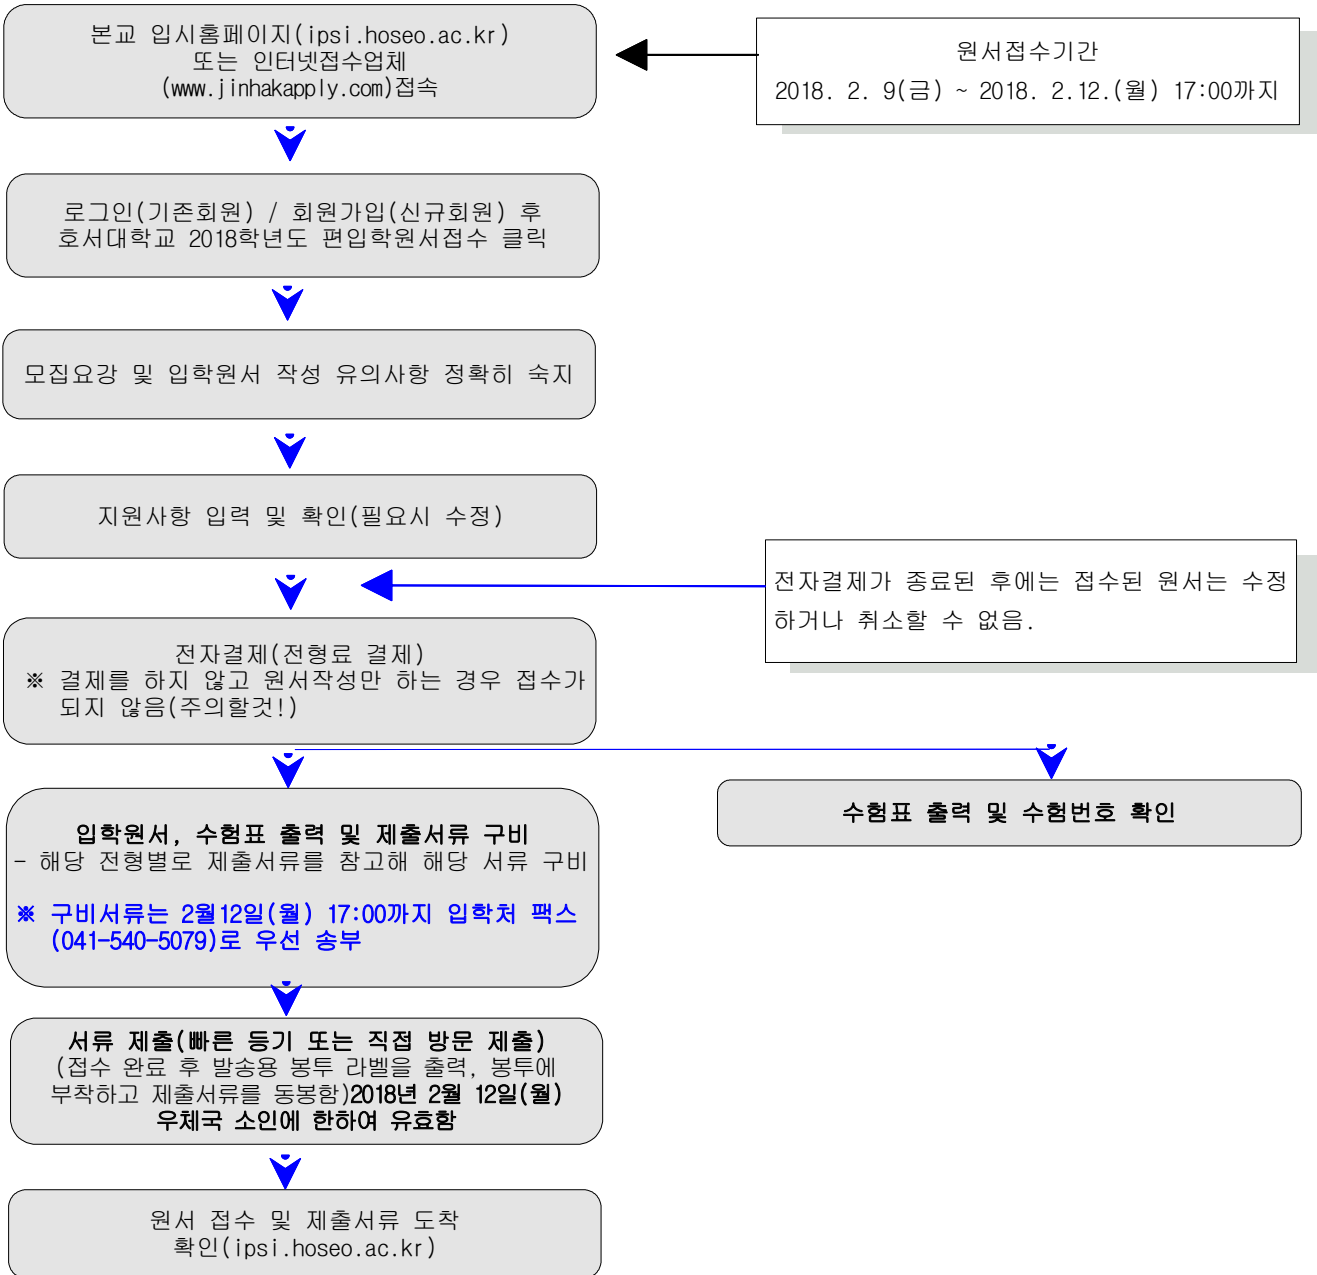 본교 입시홈페이지(ipsi.hoseo.ac.kr)
또는 인터넷접수업체
(www.jinhakapply.com)접속
원서접수기간
2018. 2. 9(금) ~ 2018. 2.12.(월) 17:00까지
로그인(기존회원) / 회원가입(신규회원) 후
호서대학교 2018학년도 편입학원서접수 클릭
모집요강 및 입학원서 작성 유의사항 정확히 숙지
지원사항 입력 및 확인(필요시 수정)
전자결제가 종료된 후에는 접수된 원서는 수정
하거나 취소할 수 없음.
전자결제(전형료 결제)
※ 결제를 하지 않고 원서작성만 하는 경우 접수가
되지 않음(주의할것!)
입학원서, 수험표 출력 및 제출서류 구비
- 해당 전형별로 제출서류를 참고해 해당 서류 구비
※ 구비서류는 2월12일(월) 17:00까지 입학처 팩스
(041-540-5079)로 우선 송부
수험표 출력 및 수험번호 확인
서류 제출(빠른 등기 또는 직접 방문 제출)
(접수 완료 후 발송용 봉투 라벨을 출력, 봉투에
부착하고 제출서류를 동봉함)2018년 2월 12일(월)
우체국 소인에 한하여 유효함
원서 접수 및 제출서류 도착
확인(ipsi.hoseo.ac.kr)